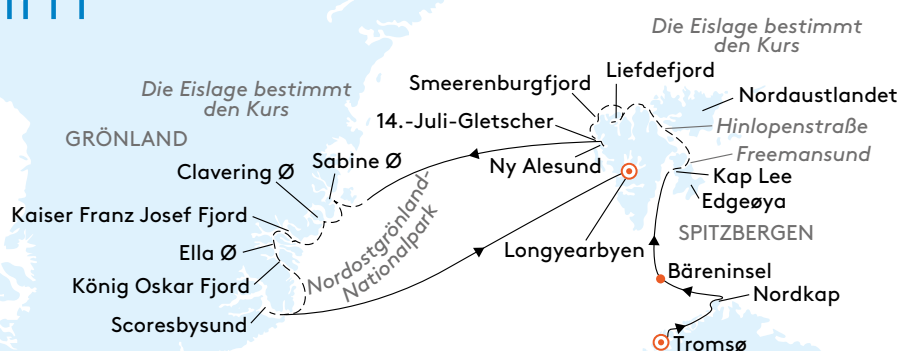 Die Eislage bestimmt
den Kurs
Liefdefjord
Smeerenburgfjord
Die Eislage bestimmt
den Kurs
Nordaustlandet
14.-Juli-Gletscher
Hinlopenstraße
GRÖNLAND
Sabine Ø
Freemansund
Clavering Ø
Ny Alesund
Kap Lee
Edgeøya
Kaiser Franz Josef Fjord
Nordostgrönland-
Nationalpark
SPITZBERGEN
Ella Ø
Longyearbyen
Bäreninsel
König Oskar Fjord
Nordkap
Scoresbysund
Tromsø